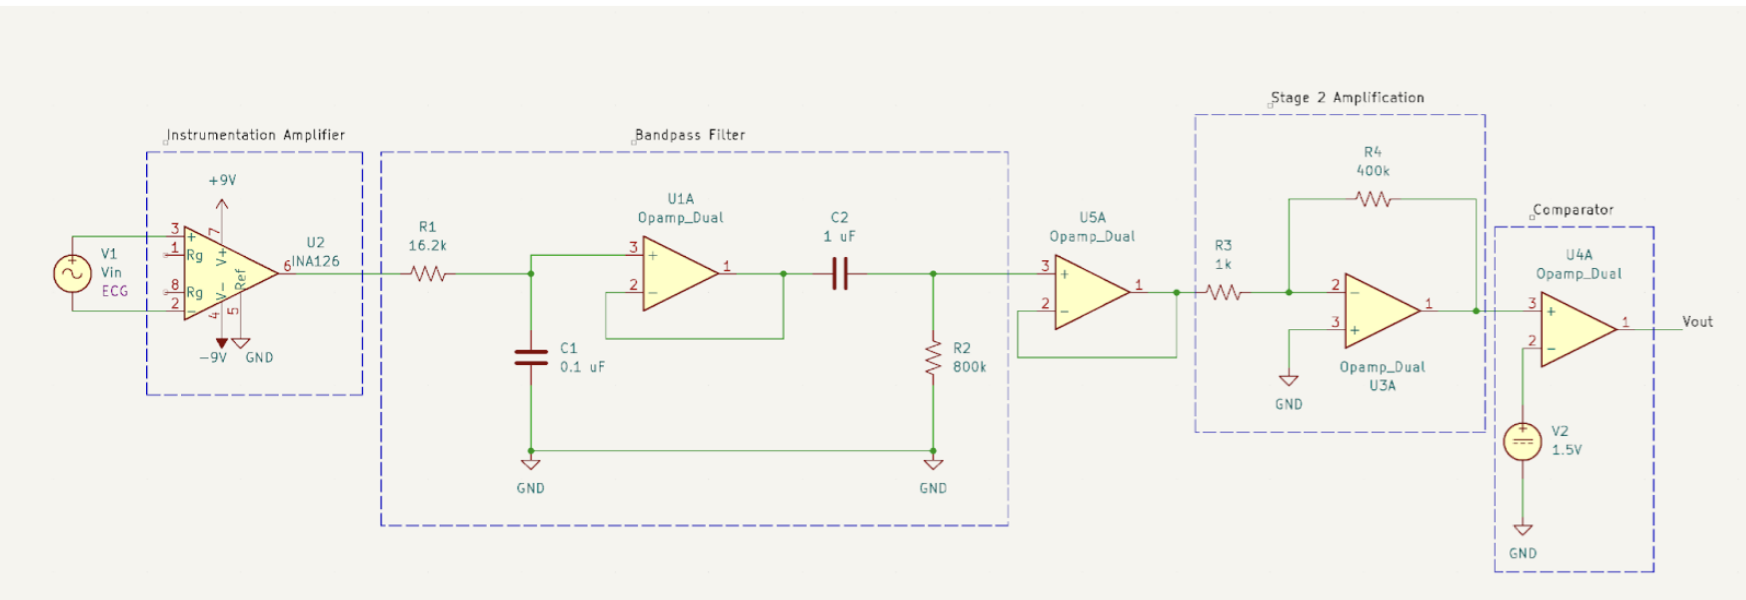 Instrumentation Amplifier
+9V
3
+
1
Rg
7
V+
V1
Vin
ECG
8
Rg
2
-
V-
Ref
4
5
-9V
GND
6
U2
INA126
Bandpass Filter
R1
16.2k
C1
0.1 uF
GND
U1A
Opamp_Dual
3
+
2
-
1
C2
1 uF
R2
800k
GND
U5A
Opamp_Dual
3
+
2
-
1
Stage 2 Amplification
R4
400k
R3
1k
2
-
3
+
1
GND
Opamp_Dual
U3A
Comparator
U4A
Opamp_Dual
3
+
2
-
1
Vout
V2
1.5V
GND